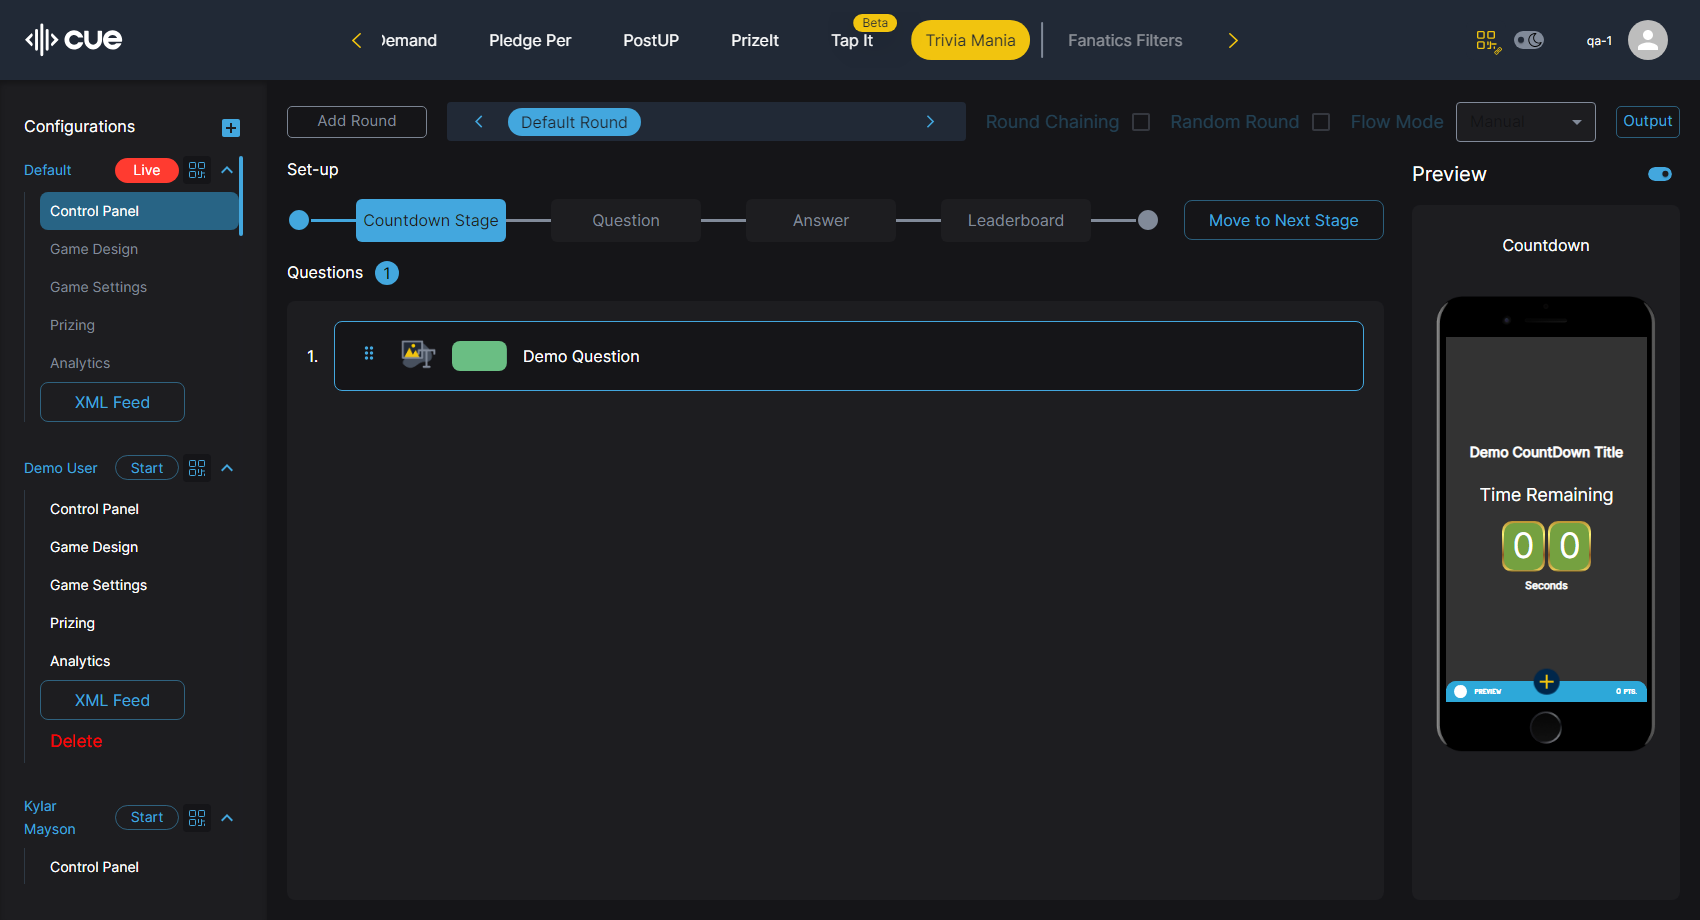 cue
Demand
Pledge Per
PostUP
PrizeIt
Beta
Tap It
Trivia Mania
Fanatics Filters
qa-1
Configurations
Default
Live
Control Panel
Game Design
Game Settings
Prizing
Analytics
XML Feed
Demo User
Start
Control Panel
Game Design
Game Settings
Prizing
Analytics
XML Feed
Delete
Kylar
Mayson
Start
Control Panel
Add Round
Default Round
Round Chaining
Random Round
Flow Mode
Manual
Output
Set-up
Countdown Stage
Question
Answer
Leaderboard
Move to Next Stage
Questions 1
1.
Demo Question
Preview
Countdown
Demo CountDown Title
Time Remaining
0 0
Seconds
PREVIEW
0 PTS.